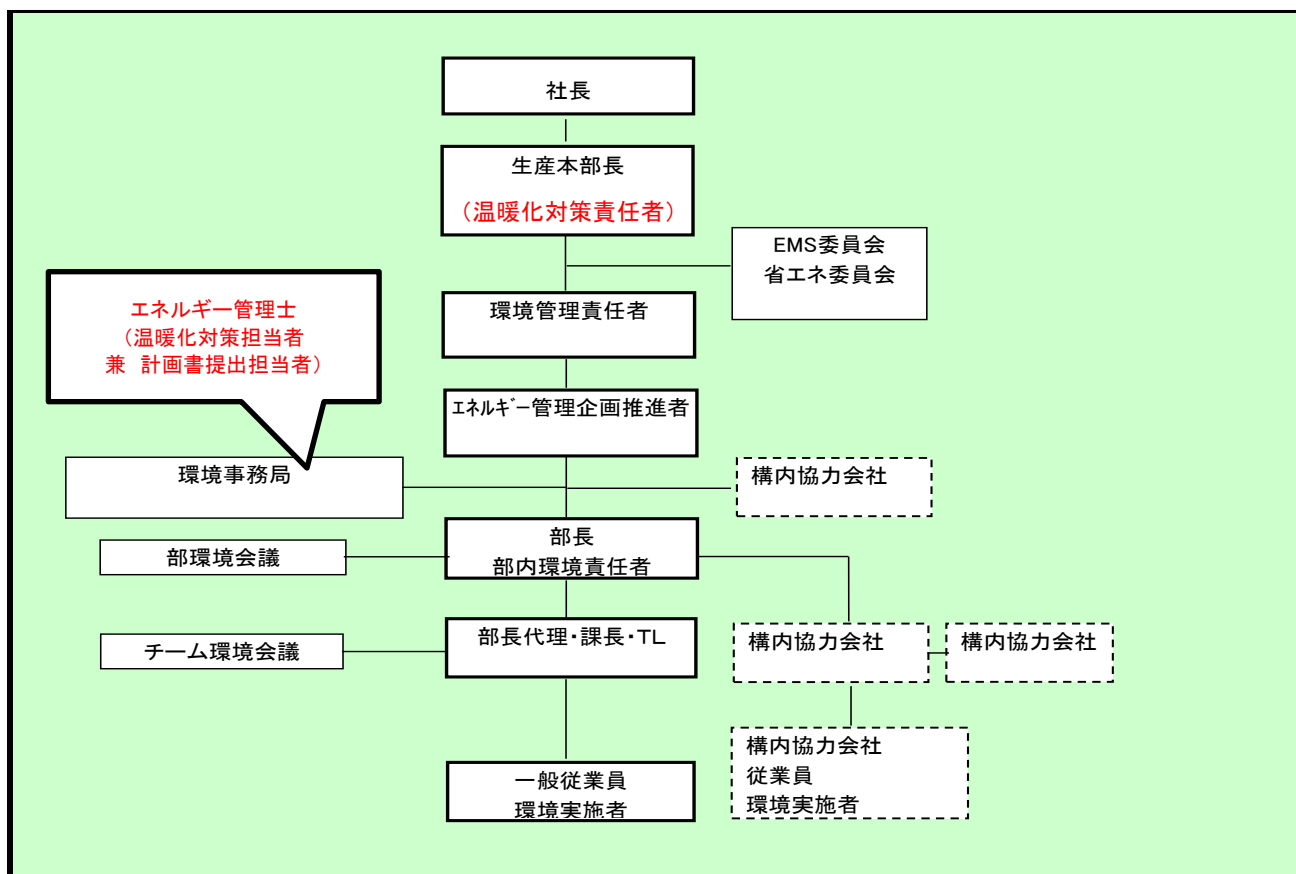 社長
生産本部長
（温暖化対策責任者）
EMS委員会
省エネ委員会
エネルギー管理士
（温暖化対策担当者
兼　計画書提出担当者）
環境管理責任者
ｴﾈﾙｷﾞｰ管理企画推進者
環境事務局
構内協力会社
部長
部内環境責任者
部環境会議
部長代理・課長・TL
チーム環境会議
構内協力会社
構内協力会社
一般従業員
環境実施者
構内協力会社
従業員
環境実施者